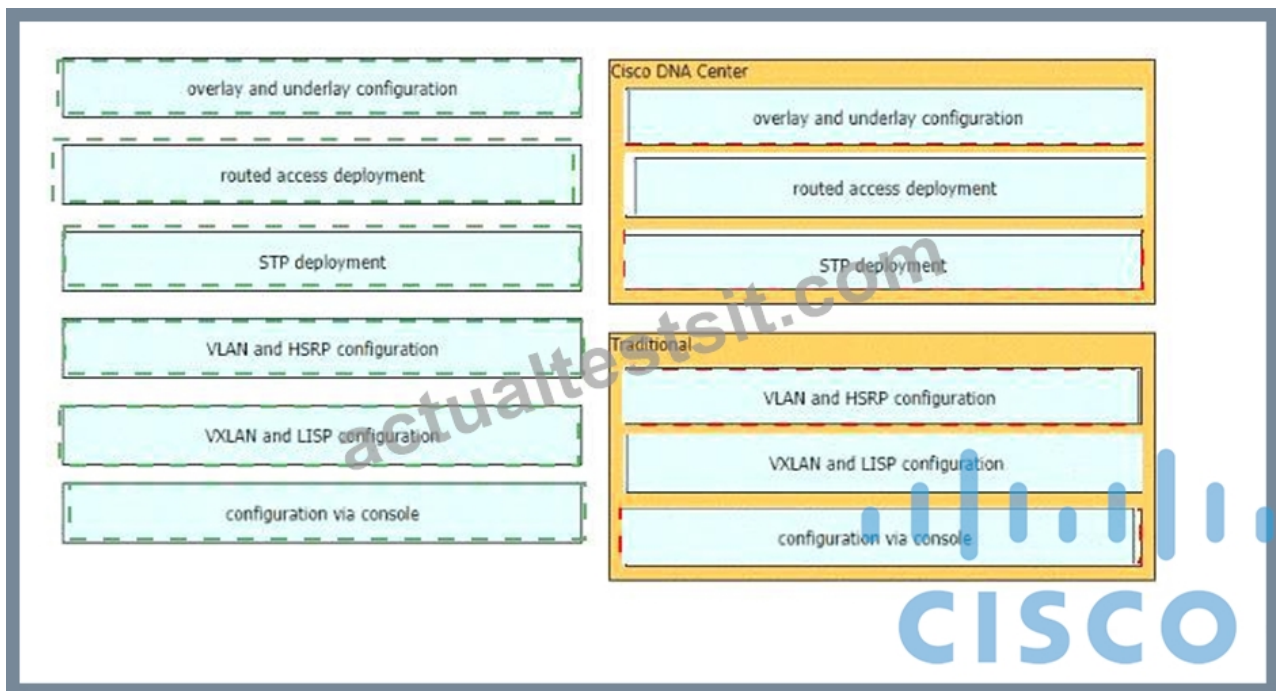 overlay and underlay configuration
routed access deployment
STP deployment
VLAN and HSRP configuration
VXLAN and LISP configuration
configuration via console
Cisco DNA Center
overlay and underlay configuration
routed access deployment
STP deployment
Traditional
VLAN and HSRP configuration
VXLAN and LISP configuration
configuration via console
actualtestsit.com
CISCO